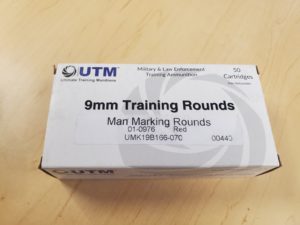 UTM
Ultimate Training Munitions
Military & Law Enforcement
Training Ammunition
50
Cartridges
9mm Training Rounds
Man Marking Rounds
01-0976 Red
UMK19B166-070 00440
UTM